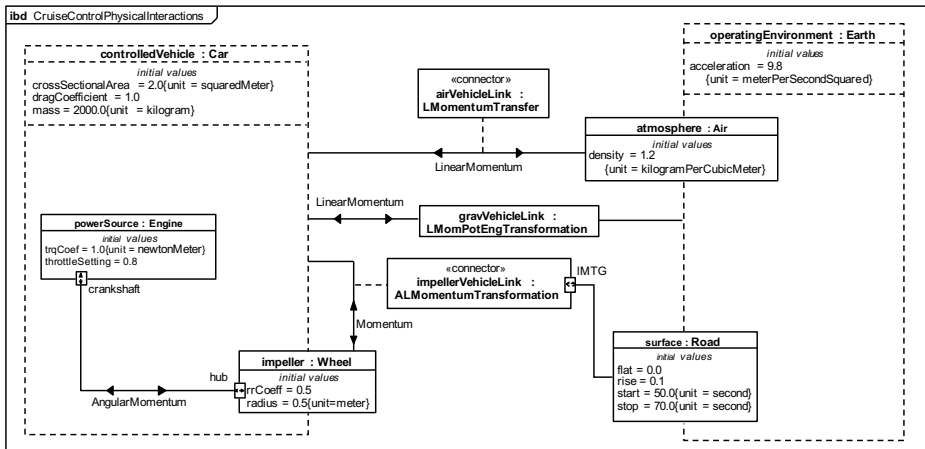 ibd CruiseControlPhysicalInteractions
controlledVehicle : Car
initial values
crossSectionalArea = 2.0{unit = squaredMeter}
dragCoefficient = 1.0
mass = 2000.0{unit = kilogram}
operatingEnvironment : Earth
initial values
acceleration = 9.8
{unit = meterPerSecondSquared}
«connector»
airVehicleLink :
LMomentumTransfer
atmosphere : Air
initial values
density = 1.2
{unit = kilogramPerCubicMeter}
LinearMomentum
LinearMomentum
gravVehicleLink :
LMomPotEngTransformation
powerSource : Engine
initial values
trqCoef = 1.0{unit = newtonMeter}
throttleSetting = 0.8
crankshaft
«connector»
impellerVehicleLink :
ALMomentumTransformation
IMTG
Momentum
surface : Road
initial values
flat = 0.0
rise = 0.1
start = 50.0{unit = second}
stop = 70.0{unit = second}
impeller : Wheel
initial values
rrCoeff = 0.5
radius = 0.5{unit=meter}
hub
AngularMomentum